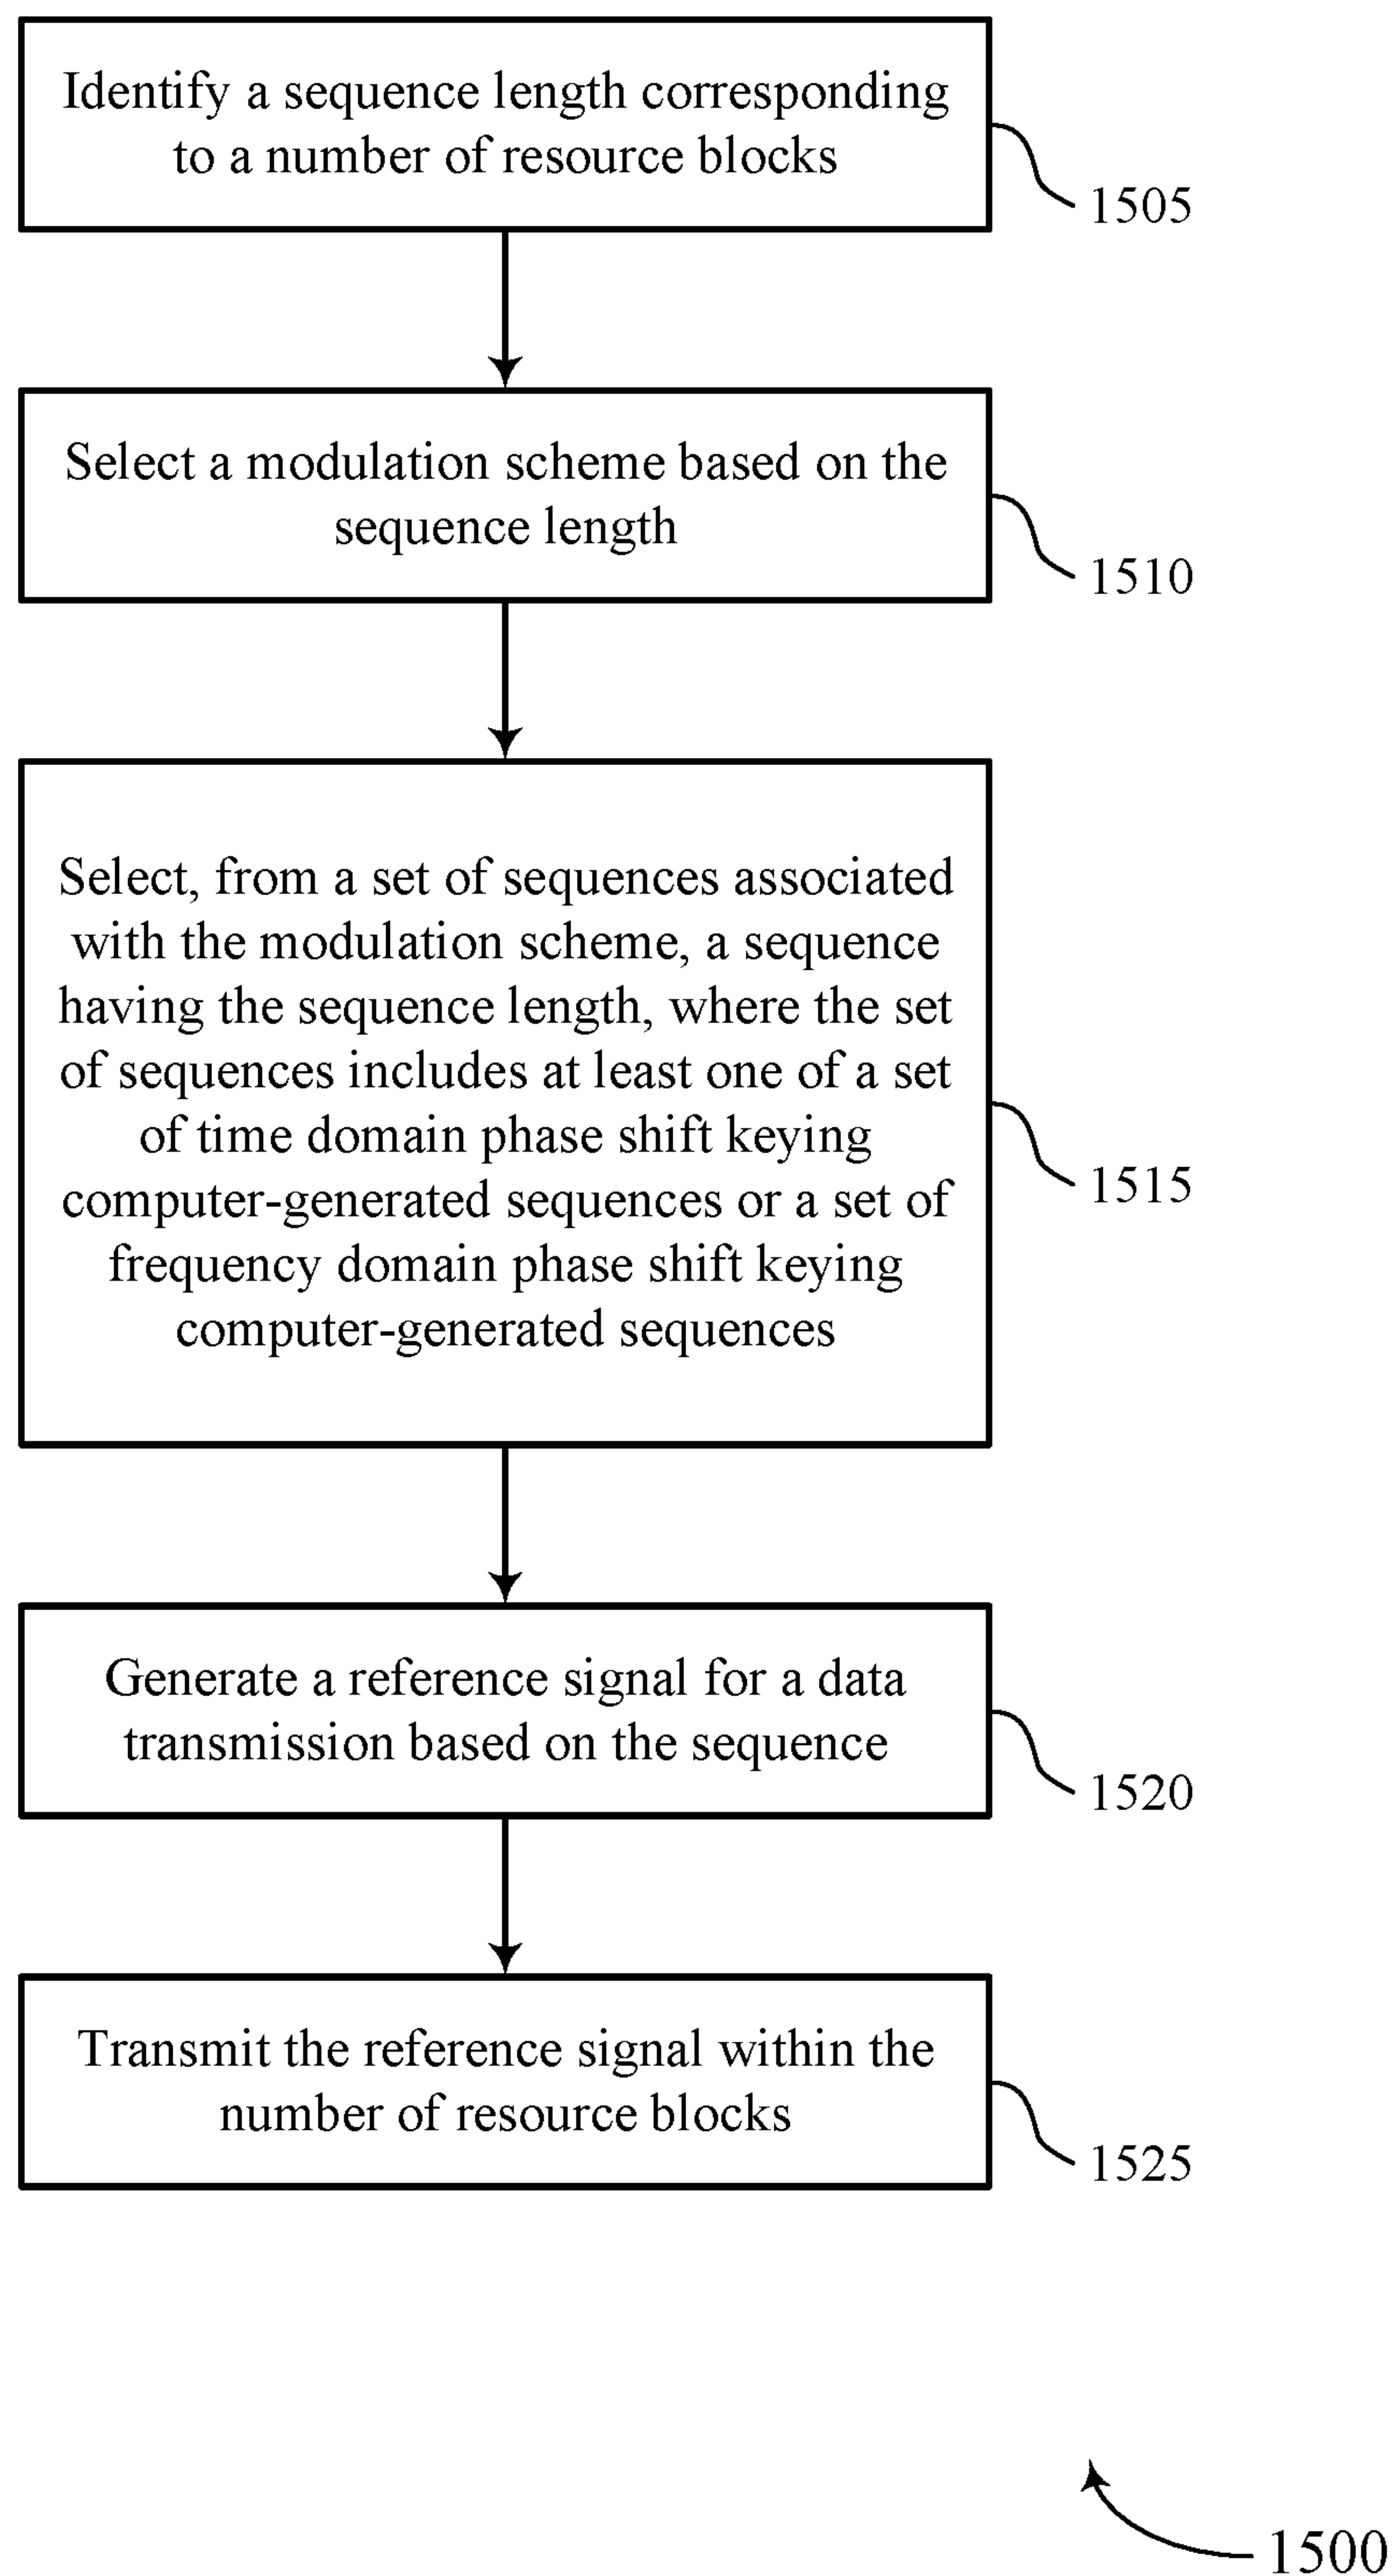 Identify a sequence length corresponding
to a number of resource blocks
1505
Select a modulation scheme based on the
sequence length
1510
Select, from a set of sequences associated
with the modulation scheme, a sequence
having the sequence length, where the set
of sequences includes at least one of a set
of time domain phase shift keying
computer-generated sequences or a set of
frequency domain phase shift keying
computer-generated sequences
1515
Generate a reference signal for a data
transmission based on the sequence
1520
Transmit the reference signal within the
number of resource blocks
1525
1500